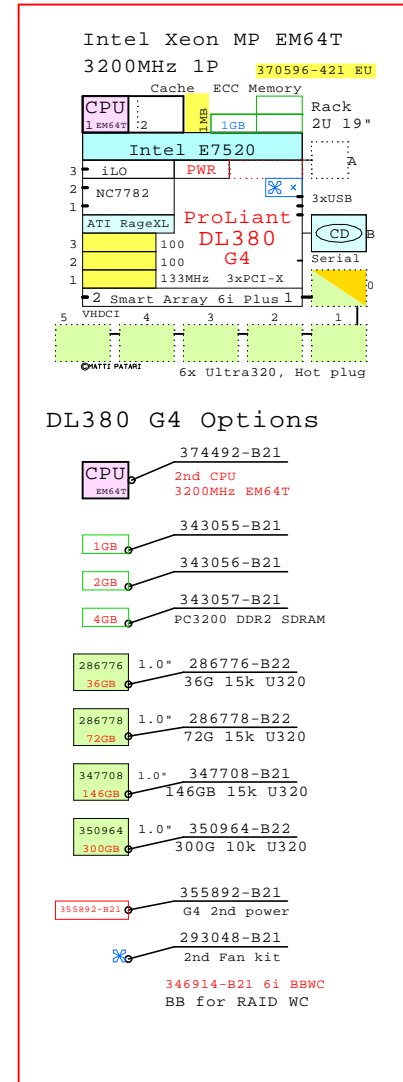 Intel Xeon MP EM64T
3200MHz 1P 370596-421 EU
Cache ECC Memory
CPU
1 EM64T :2 1MB 1GB
Rack
2U 19"
Intel E7520
3 iLO PWR A
2 NC7782 ×
1 3xUSB
ATI RageXL ProLiant
DL380
G4
CD B
3 100
2 100 Serial
1 133MHz 3xPCI-X 0
2 Smart Array 6i Plus 1
VHDCI
5 4 3 2 1
©MATTI PATARI
6x Ultra320, Hot plug
DL380 G4 Options
374492-B21
CPU
EM64T
2nd CPU
3200MHz EM64T
343055-B21
1GB
343056-B21
2GB
343057-B21
4GB
PC3200 DDR2 SDRAM
286776 1.0" 286776-B22
36GB 36G 15k U320
286778 1.0" 286778-B22
72GB 72G 15k U320
347708 1.0" 347708-B21
146GB 146GB 15k U320
350964 1.0" 350964-B22
300GB 300G 10k U320
355892-B21
355892-B21 G4 2nd power
293048-B21
2nd Fan kit
346914-B21 6i BBWC
BB for RAID WC